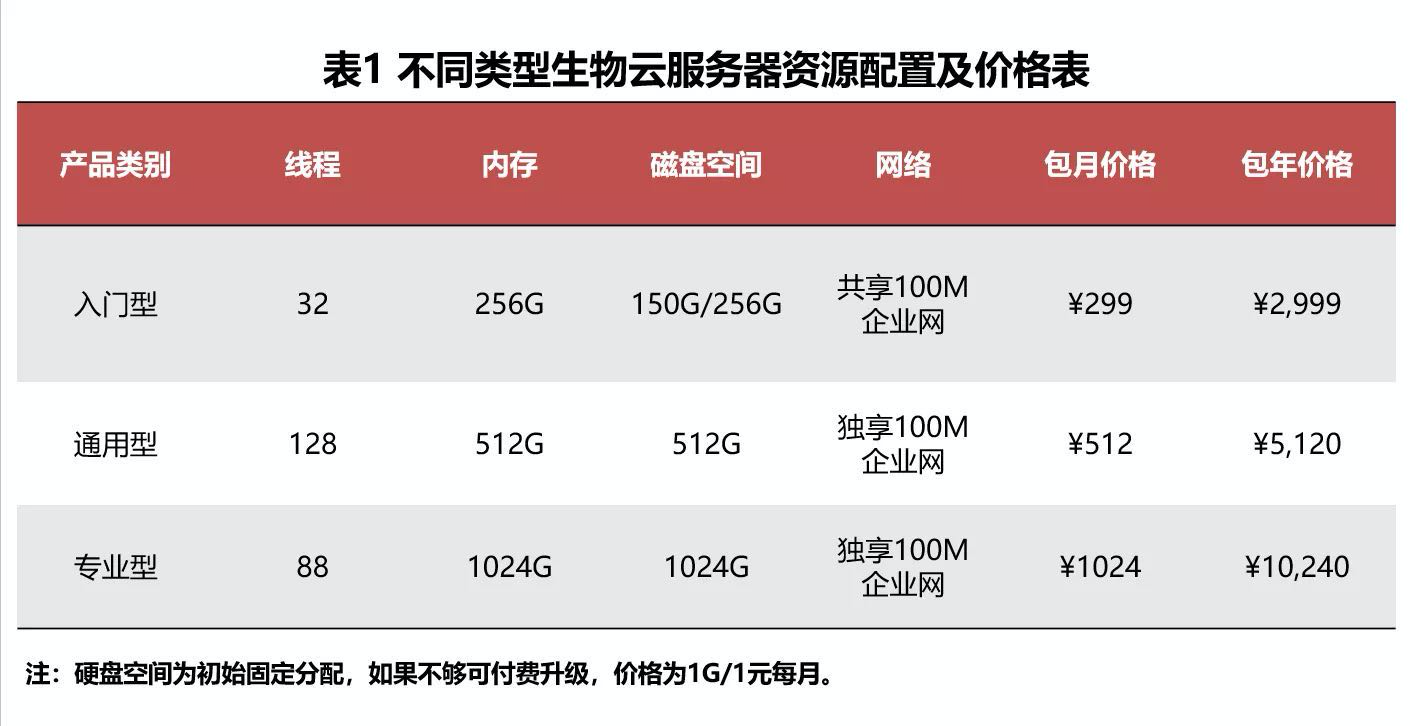 表1 不同类型生物云服务器资源配置及价格表
产品类别 线程 内存 磁盘空间 网络 包月价格 包年价格
入门型 32 256G 150G/256G 共享100M企业网 ¥299 ¥2,999
通用型 128 512G 512G 独享100M企业网 ¥512 ¥5,120
专业型 88 1024G 1024G 独享100M企业网 ¥1024 ¥10,240
注：硬盘空间为初始固定分配，如果不够可付费升级，价格为1G/1元每月。